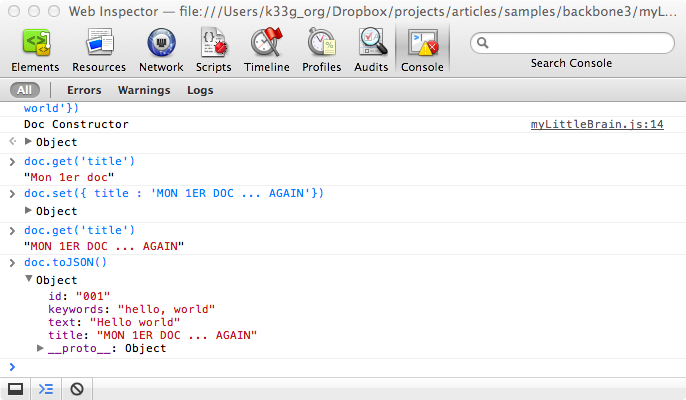 Web Inspector — file:///Users/k33g_org/Dropbox/projects/articles/samples/backbone3/myL...
Elements Resources Network Scripts Timeline Profiles Audits Console Search Console
All Errors Warnings Logs
world'})
Doc Constructor myLittleBrain.js:14
Object
doc.get('title')
"Mon 1er doc"
doc.set({ title : 'MON 1ER DOC ... AGAIN'})
Object
doc.get('title')
"MON 1ER DOC ... AGAIN"
doc.toJSON()
Object
id: "001"
keywords: "hello, world"
text: "Hello world"
title: "MON 1ER DOC ... AGAIN"
__proto__: Object